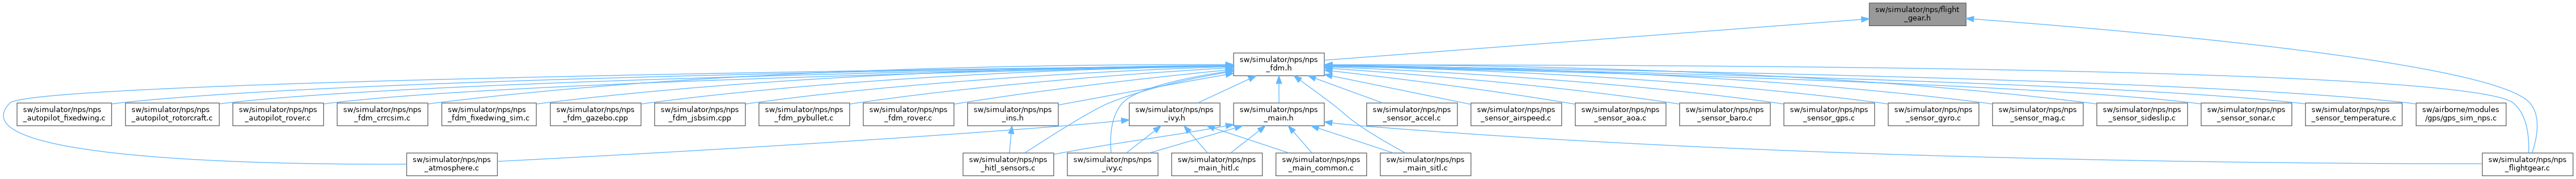 sw/simulator/nps/flight
_gear.h
sw/simulator/nps/nps
_fdm.h
sw/simulator/nps/nps
_autopilot_fixedwing.c
sw/simulator/nps/nps
_autopilot_rotorcraft.c
sw/simulator/nps/nps
_autopilot_rover.c
sw/simulator/nps/nps
_fdm_crrcsim.c
sw/simulator/nps/nps
_fdm_fixedwing_sim.c
sw/simulator/nps/nps
_fdm_gazebo.cpp
sw/simulator/nps/nps
_fdm_jsbsim.cpp
sw/simulator/nps/nps
_fdm_pybullet.c
sw/simulator/nps/nps
_fdm_rover.c
sw/simulator/nps/nps
_ins.h
sw/simulator/nps/nps
_ivy.h
sw/simulator/nps/nps
_main.h
sw/simulator/nps/nps
_sensor_accel.c
sw/simulator/nps/nps
_sensor_airspeed.c
sw/simulator/nps/nps
_sensor_aoa.c
sw/simulator/nps/nps
_sensor_baro.c
sw/simulator/nps/nps
_sensor_gps.c
sw/simulator/nps/nps
_sensor_gyro.c
sw/simulator/nps/nps
_sensor_mag.c
sw/simulator/nps/nps
_sensor_sideslip.c
sw/simulator/nps/nps
_sensor_sonar.c
sw/simulator/nps/nps
_sensor_temperature.c
sw/airborne/modules
/gps/gps_sim_nps.c
sw/simulator/nps/nps
_atmosphere.c
sw/simulator/nps/nps
_hitl_sensors.c
sw/simulator/nps/nps
_ivy.c
sw/simulator/nps/nps
_main_hitl.c
sw/simulator/nps/nps
_main_common.c
sw/simulator/nps/nps
_main_sitl.c
sw/simulator/nps/nps
_flightgear.c